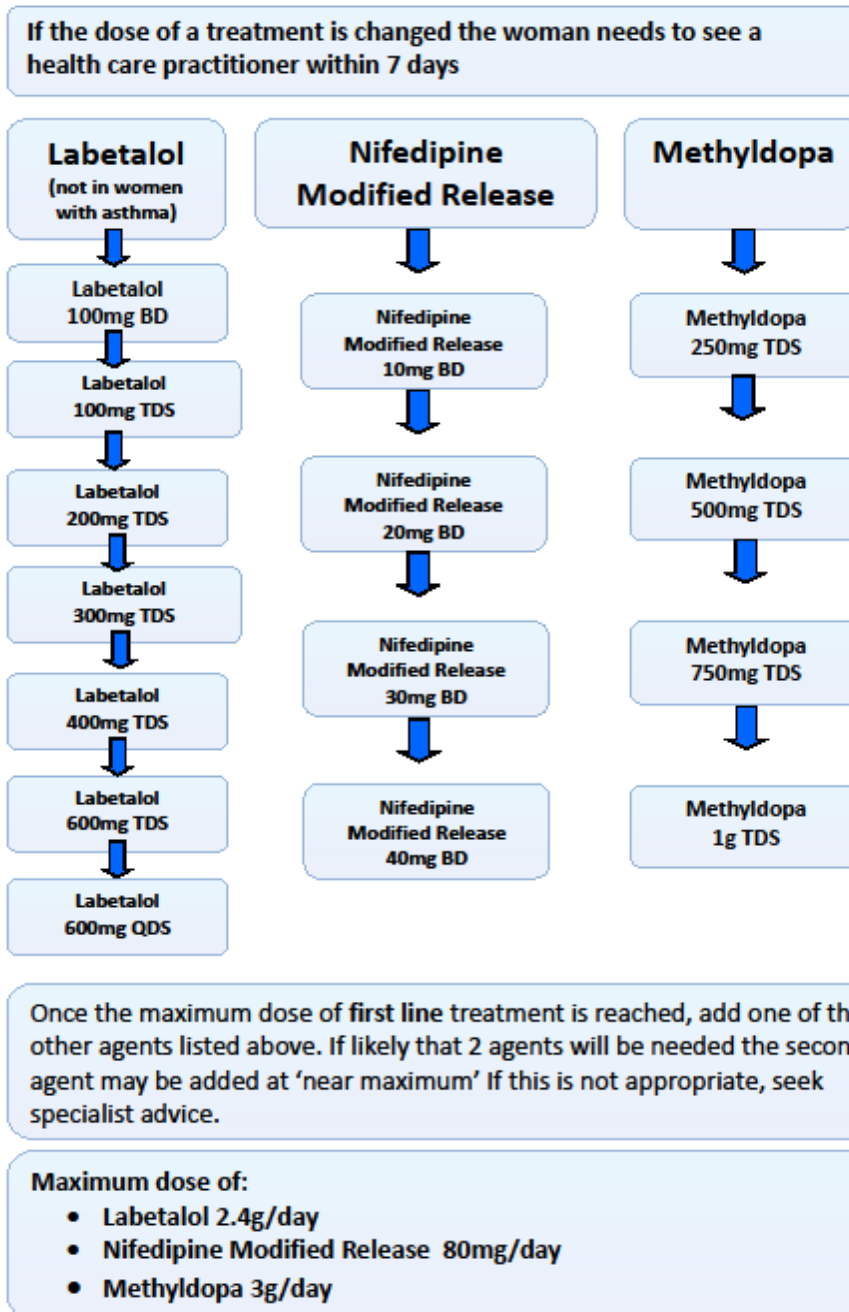 If the dose of a treatment is changed the woman needs to see a
health care practitioner within 7 days
Labetalol
(not in women
with asthma)
Labetalol
100mg BD
Labetalol
100mg TDS
Labetalol
200mg TDS
Labetalol
300mg TDS
Labetalol
400mg TDS
Labetalol
600mg TDS
Labetalol
600mg QDS
Nifedipine
Modified Release
Nifedipine
Modified Release
10mg BD
Nifedipine
Modified Release
20mg BD
Nifedipine
Modified Release
30mg BD
Nifedipine
Modified Release
40mg BD
Methyldopa
Methyldopa
250mg TDS
Methyldopa
500mg TDS
Methyldopa
750mg TDS
Methyldopa
1g TDS
Once the maximum dose of first line treatment is reached, add one of th
other agents listed above. If likely that 2 agents will be needed the secon
agent may be added at ‘near maximum’ If this is not appropriate, seek
specialist advice.
Maximum dose of:
• Labetalol 2.4g/day
• Nifedipine Modified Release 80mg/day
• Methyldopa 3g/day